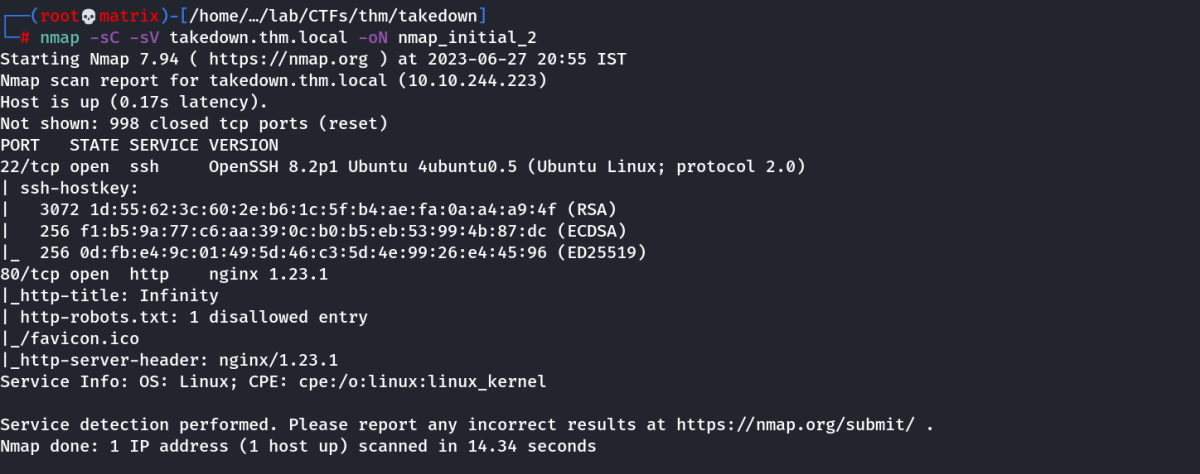 ┌──(root💀matrix)-[/home/…/lab/CTFs/thm/takedown]
└─# nmap -sC -sV takedown.thm.local -oN nmap_initial_2
Starting Nmap 7.94 ( https://nmap.org ) at 2023-06-27 20:55 IST
Nmap scan report for takedown.thm.local (10.10.244.223)
Host is up (0.17s latency).
Not shown: 998 closed tcp ports (reset)
PORT   STATE SERVICE VERSION
22/tcp open  ssh     OpenSSH 8.2p1 Ubuntu 4ubuntu0.5 (Ubuntu Linux; protocol 2.0)
| ssh-hostkey:
|   3072 1d:55:62:3c:60:2e:b6:1c:5f:b4:ae:fa:0a:a4:a9:4f (RSA)
|   256 f1:b5:9a:77:c6:aa:39:0c:b0:b5:eb:53:99:4b:87:dc (ECDSA)
|_  256 0d:fb:e4:9c:01:49:5d:46:c3:5d:4e:99:26:e4:45:96 (ED25519)
80/tcp open  http    nginx 1.23.1
|_http-title: Infinity
| http-robots.txt: 1 disallowed entry
|_/favicon.ico
|_http-server-header: nginx/1.23.1
Service Info: OS: Linux; CPE: cpe:/o:linux:linux_kernel
Service detection performed. Please report any incorrect results at https://nmap.org/submit/ .
Nmap done: 1 IP address (1 host up) scanned in 14.34 seconds